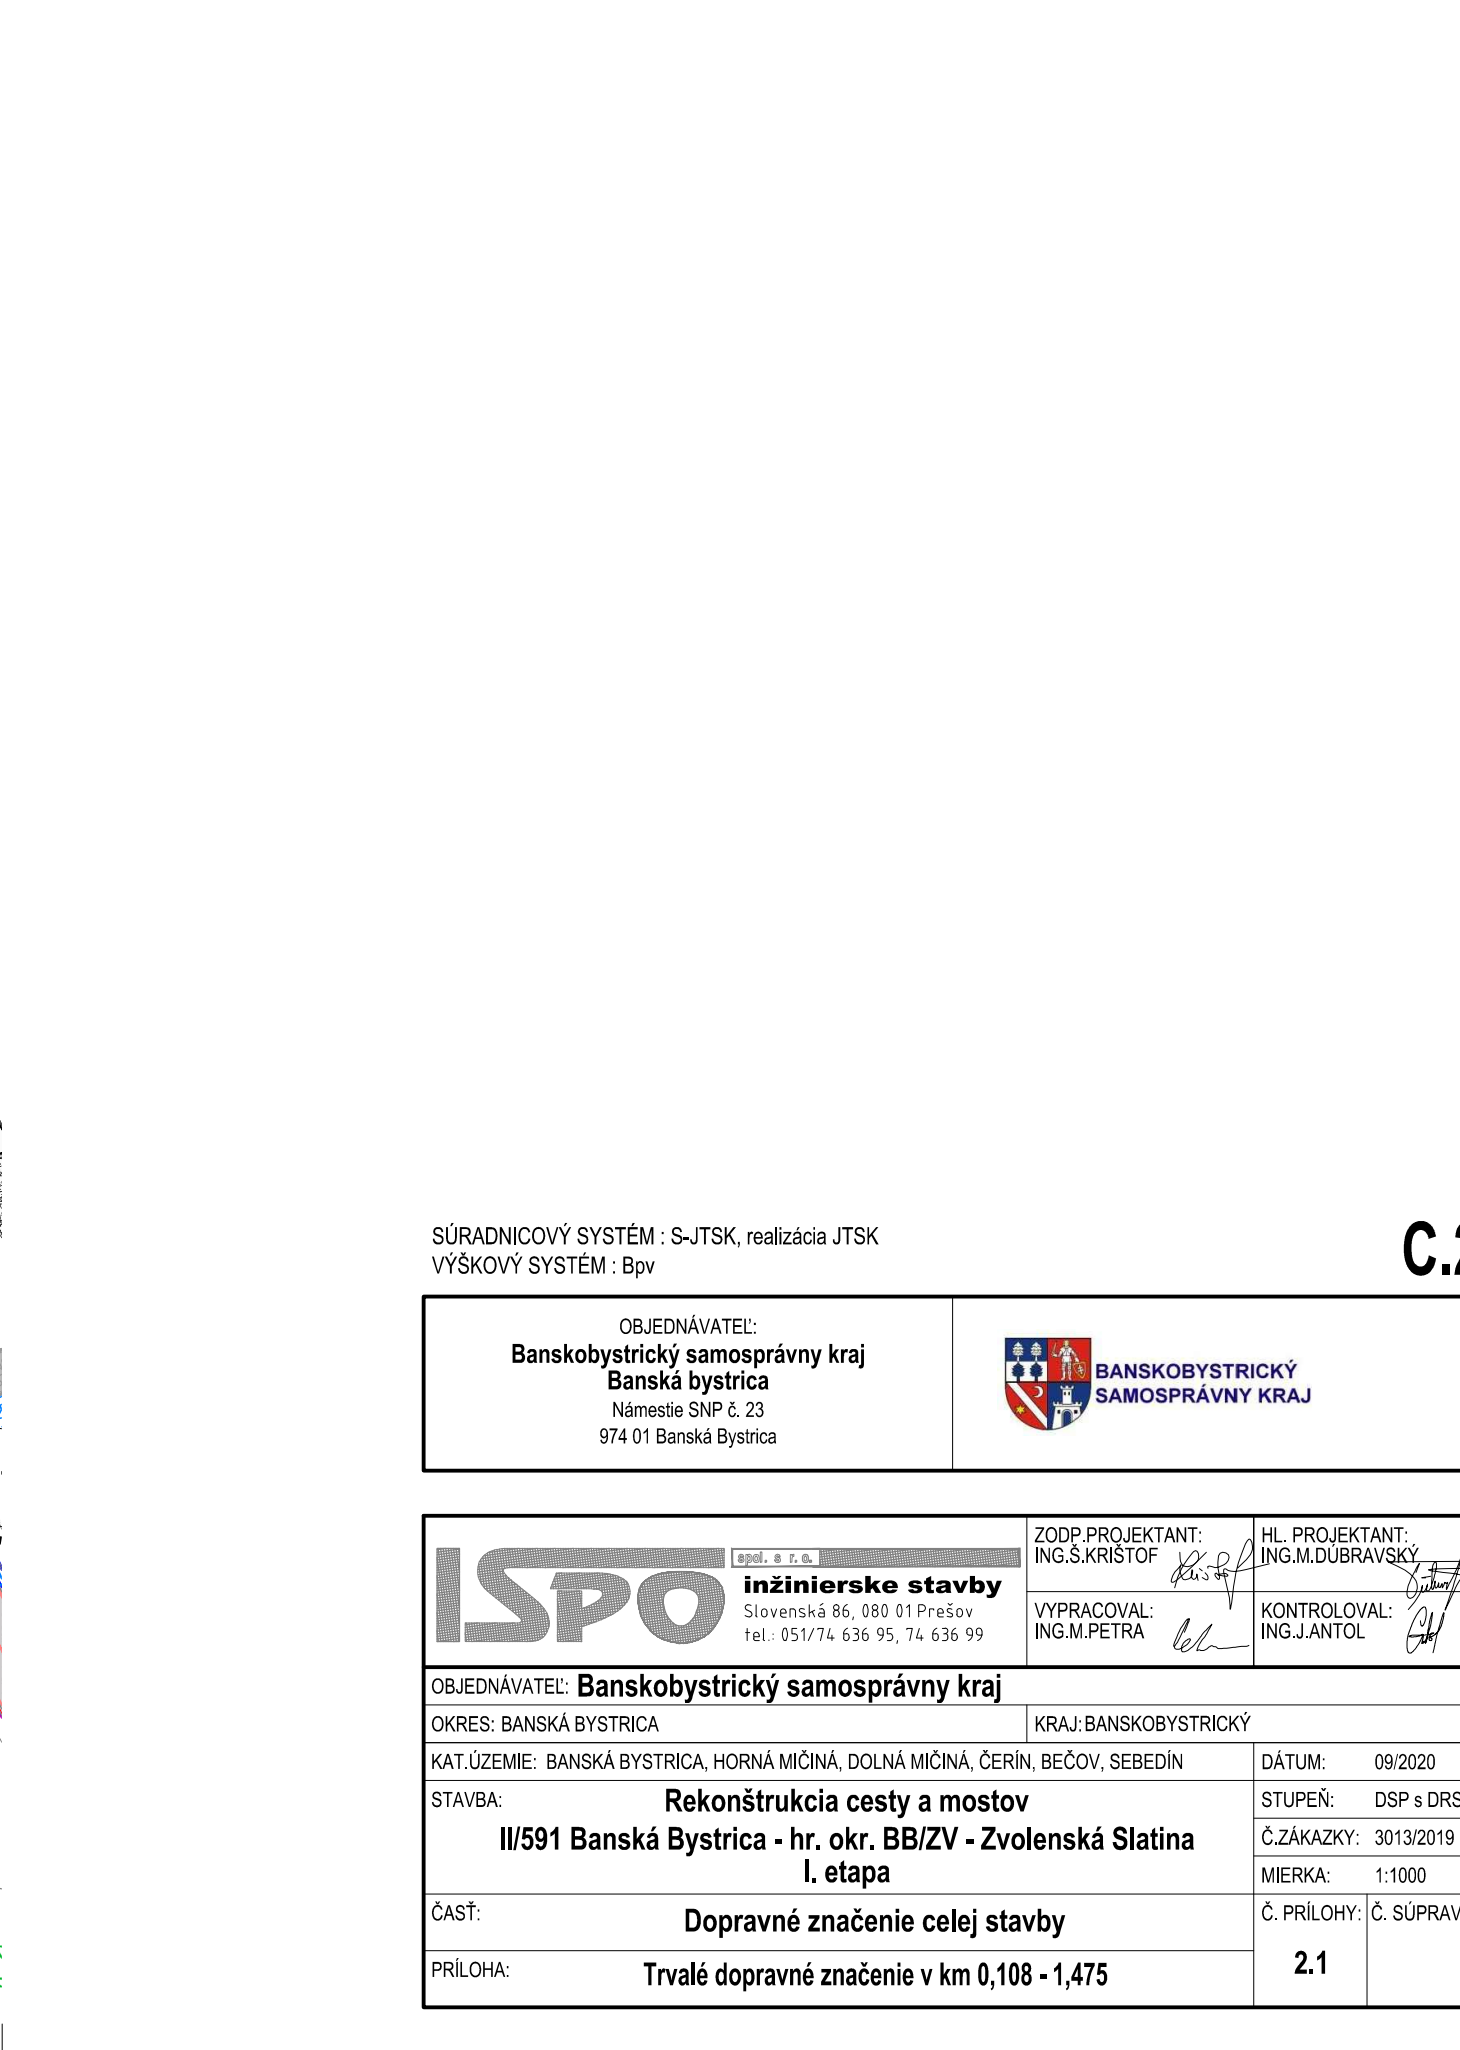 SÚRADNICOVÝ SYSTÉM : S-JTSK, realizácia JTSK
VÝŠKOVÝ SYSTÉM : Bpv
OBJEDNÁVATEĽ:
Banskobystrický samosprávny kraj
Banská bystrica
Námestie SNP č. 23
974 01 Banská Bystrica
BANSKOBYSTRICKÝ
SAMOSPRÁVNY KRAJ
ISPO
spol. s r.o.
inžinierske stavby
Slovenská 86, 080 01 Prešov
tel.: 051/74 636 95, 74 636 99
ZODP.PROJEKTANT:
ING.Š.KRIŠTOF
HL. PROJEKTANT:
ING.M.DÚBRAVSKÝ
VYPRACOVAL:
ING.M.PETRA
KONTROLOVAL:
ING.J.ANTOL
OBJEDNÁVATEĽ: Banskobystrický samosprávny kraj
OKRES: BANSKÁ BYSTRICA
KRAJ: BANSKOBYSTRICKÝ
KAT.ÚZEMIE: BANSKÁ BYSTRICA, HORNÁ MIČINÁ, DOLNÁ MIČINÁ, ČERÍN, BEČOV, SEBEDÍN
DÁTUM: 09/2020
STAVBA: Rekonštrukcia cesty a mostov
II/591 Banská Bystrica - hr. okr. BB/ZV - Zvolenská Slatina
I. etapa
STUPEŇ: DSP s DRS
Č.ZÁKAZKY: 3013/2019
MIERKA: 1:1000
ČASŤ: Dopravné značenie celej stavby
Č. PRÍLOHY: Č. SÚPRAV
2.1
PRÍLOHA: Trvalé dopravné značenie v km 0,108 - 1,475